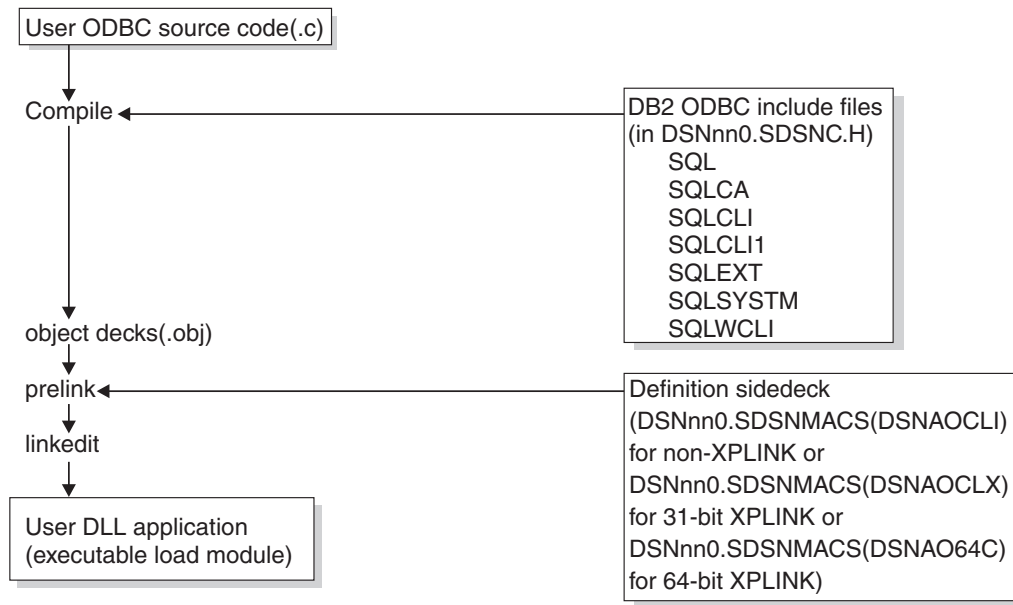 User ODBC source code(.c)
Compile
DB2 ODBC include files
(in DSNnn0.SDSNC.H)
SQL
SQLCA
SQLCLI
SQLCLI1
SQLEXT
SQLSYSTM
SQLWCLI
object decks(.obj)
prelink
Definition sidedeck
(DSNnn0.SDSNMACS(DSNAOCLI)
for non-XPLINK or
DSNnn0.SDSNMACS(DSNAOCLX)
for 31-bit XPLINK or
DSNnn0.SDSNMACS(DSNAO64C)
for 64-bit XPLINK)
linkedit
User DLL application
(executable load module)